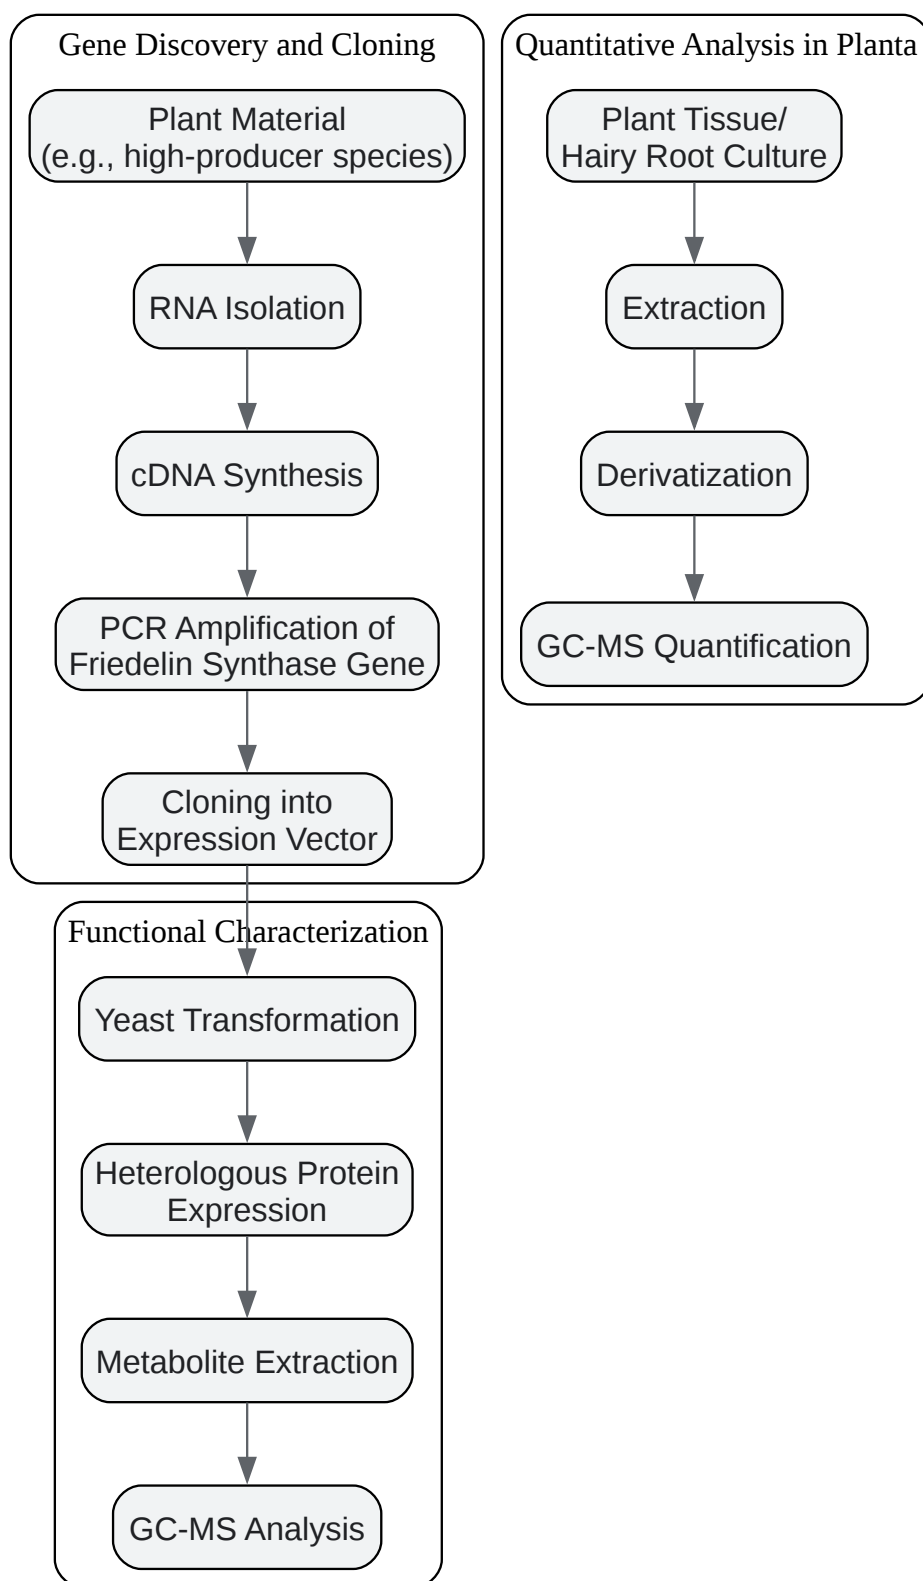 Gene Discovery and Cloning
Plant Material
(e.g., high-producer species)
RNA Isolation
cDNA Synthesis
PCR Amplification of
Friedelin Synthase Gene
Cloning into
Expression Vector
Functional Characterization
Yeast Transformation
Heterologous Protein
Expression
Metabolite Extraction
GC-MS Analysis
Quantitative Analysis in Planta
Plant Tissue/
Hairy Root Culture
Extraction
Derivatization
GC-MS Quantification